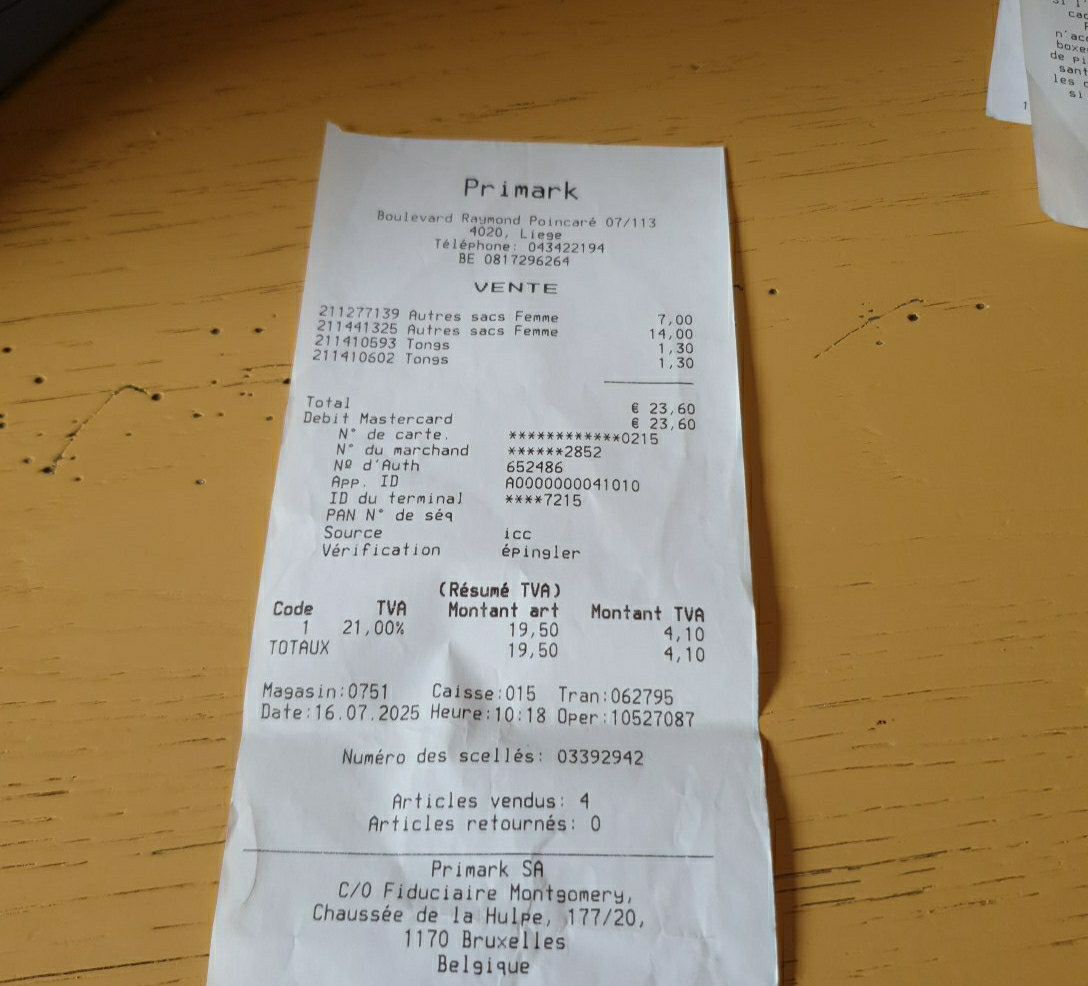 Primark
Boulevard Raymond Poincaré 07/113
4020, Liege
Téléphone: 043422194
BE 0817296264
VENTE
211277139 Autres sacs Femme 7,00
211441325 Autres sacs Femme 14,00
211410593 Tongs 1,30
211410602 Tongs 1,30
Total € 23,60
Debit Mastercard € 23,60
N° de carte. ************0215
N° du marchand ******2852
Nº d'Auth 652486
App. ID A0000000041010
ID du terminal ****7215
PAN N° de séq
Source icc
Vérification épingler
(Résumé TVA)
Code TVA Montant art Montant TVA
1 21,00% 19,50 4,10
TOTAUX 19,50 4,10
Magasin:0751 Caisse:015 Tran:062795
Date:16.07.2025 Heure:10:18 Oper:10527087
Numéro des scellés: 03392942
Articles vendus: 4
Articles retournés: 0
Primark SA
C/O Fiduciaire Montgomery,
Chaussée de la Hulpe, 177/20,
1170 Bruxelles
Belgique
de pi
les
si
1